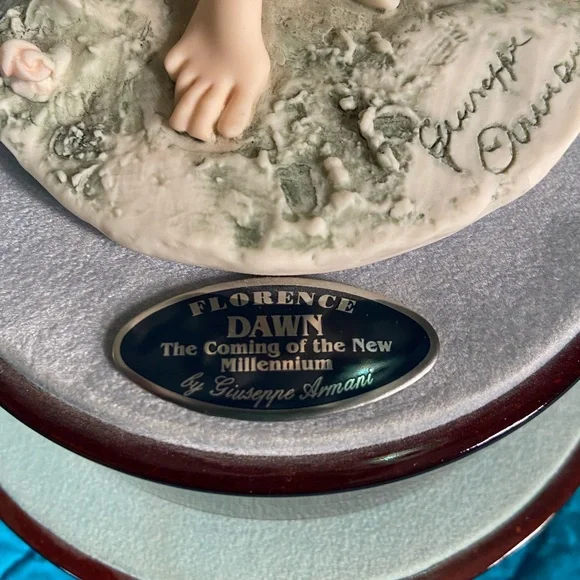 Giuseppe
Armani
FLORENCE
DAWN
The Coming of the New
Millennium
by Giuseppe Armani